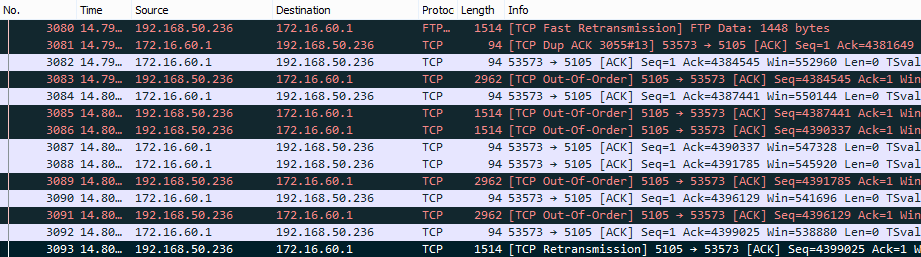 No. Time Source Destination Protoc Length Info
3080 14.79… 192.168.50.236 172.16.60.1 FTP… 1514 [TCP Fast Retransmission] FTP Data: 1448 bytes
3081 14.79… 172.16.60.1 192.168.50.236 TCP 94 [TCP Dup ACK 3055#13] 53573 → 5105 [ACK] Seq=1 Ack=4381649
3082 14.79… 172.16.60.1 192.168.50.236 TCP 94 53573 → 5105 [ACK] Seq=1 Ack=4384545 Win=552960 Len=0 TSval
3083 14.79… 192.168.50.236 172.16.60.1 TCP 2962 [TCP Out-Of-Order] 5105 → 53573 [ACK] Seq=4384545 Ack=1 Win
3084 14.80… 172.16.60.1 192.168.50.236 TCP 94 53573 → 5105 [ACK] Seq=1 Ack=4387441 Win=550144 Len=0 TSval
3085 14.80… 192.168.50.236 172.16.60.1 TCP 1514 [TCP Out-Of-Order] 5105 → 53573 [ACK] Seq=4387441 Ack=1 Win
3086 14.80… 192.168.50.236 172.16.60.1 TCP 1514 [TCP Out-Of-Order] 5105 → 53573 [ACK] Seq=4390337 Ack=1 Win
3087 14.80… 172.16.60.1 192.168.50.236 TCP 94 53573 → 5105 [ACK] Seq=1 Ack=4390337 Win=547328 Len=0 TSval
3088 14.80… 172.16.60.1 192.168.50.236 TCP 94 53573 → 5105 [ACK] Seq=1 Ack=4391785 Win=545920 Len=0 TSval
3089 14.80… 192.168.50.236 172.16.60.1 TCP 2962 [TCP Out-Of-Order] 5105 → 53573 [ACK] Seq=4391785 Ack=1 Win
3090 14.80… 172.16.60.1 192.168.50.236 TCP 94 53573 → 5105 [ACK] Seq=1 Ack=4396129 Win=541696 Len=0 TSval
3091 14.80… 192.168.50.236 172.16.60.1 TCP 2962 [TCP Out-Of-Order] 5105 → 53573 [ACK] Seq=4396129 Ack=1 Win
3092 14.80… 172.16.60.1 192.168.50.236 TCP 94 53573 → 5105 [ACK] Seq=1 Ack=4399025 Win=538880 Len=0 TSval
3093 14.80… 192.168.50.236 172.16.60.1 TCP 1514 [TCP Retransmission] 5105 → 53573 [ACK] Seq=4399025 Ack=1 W